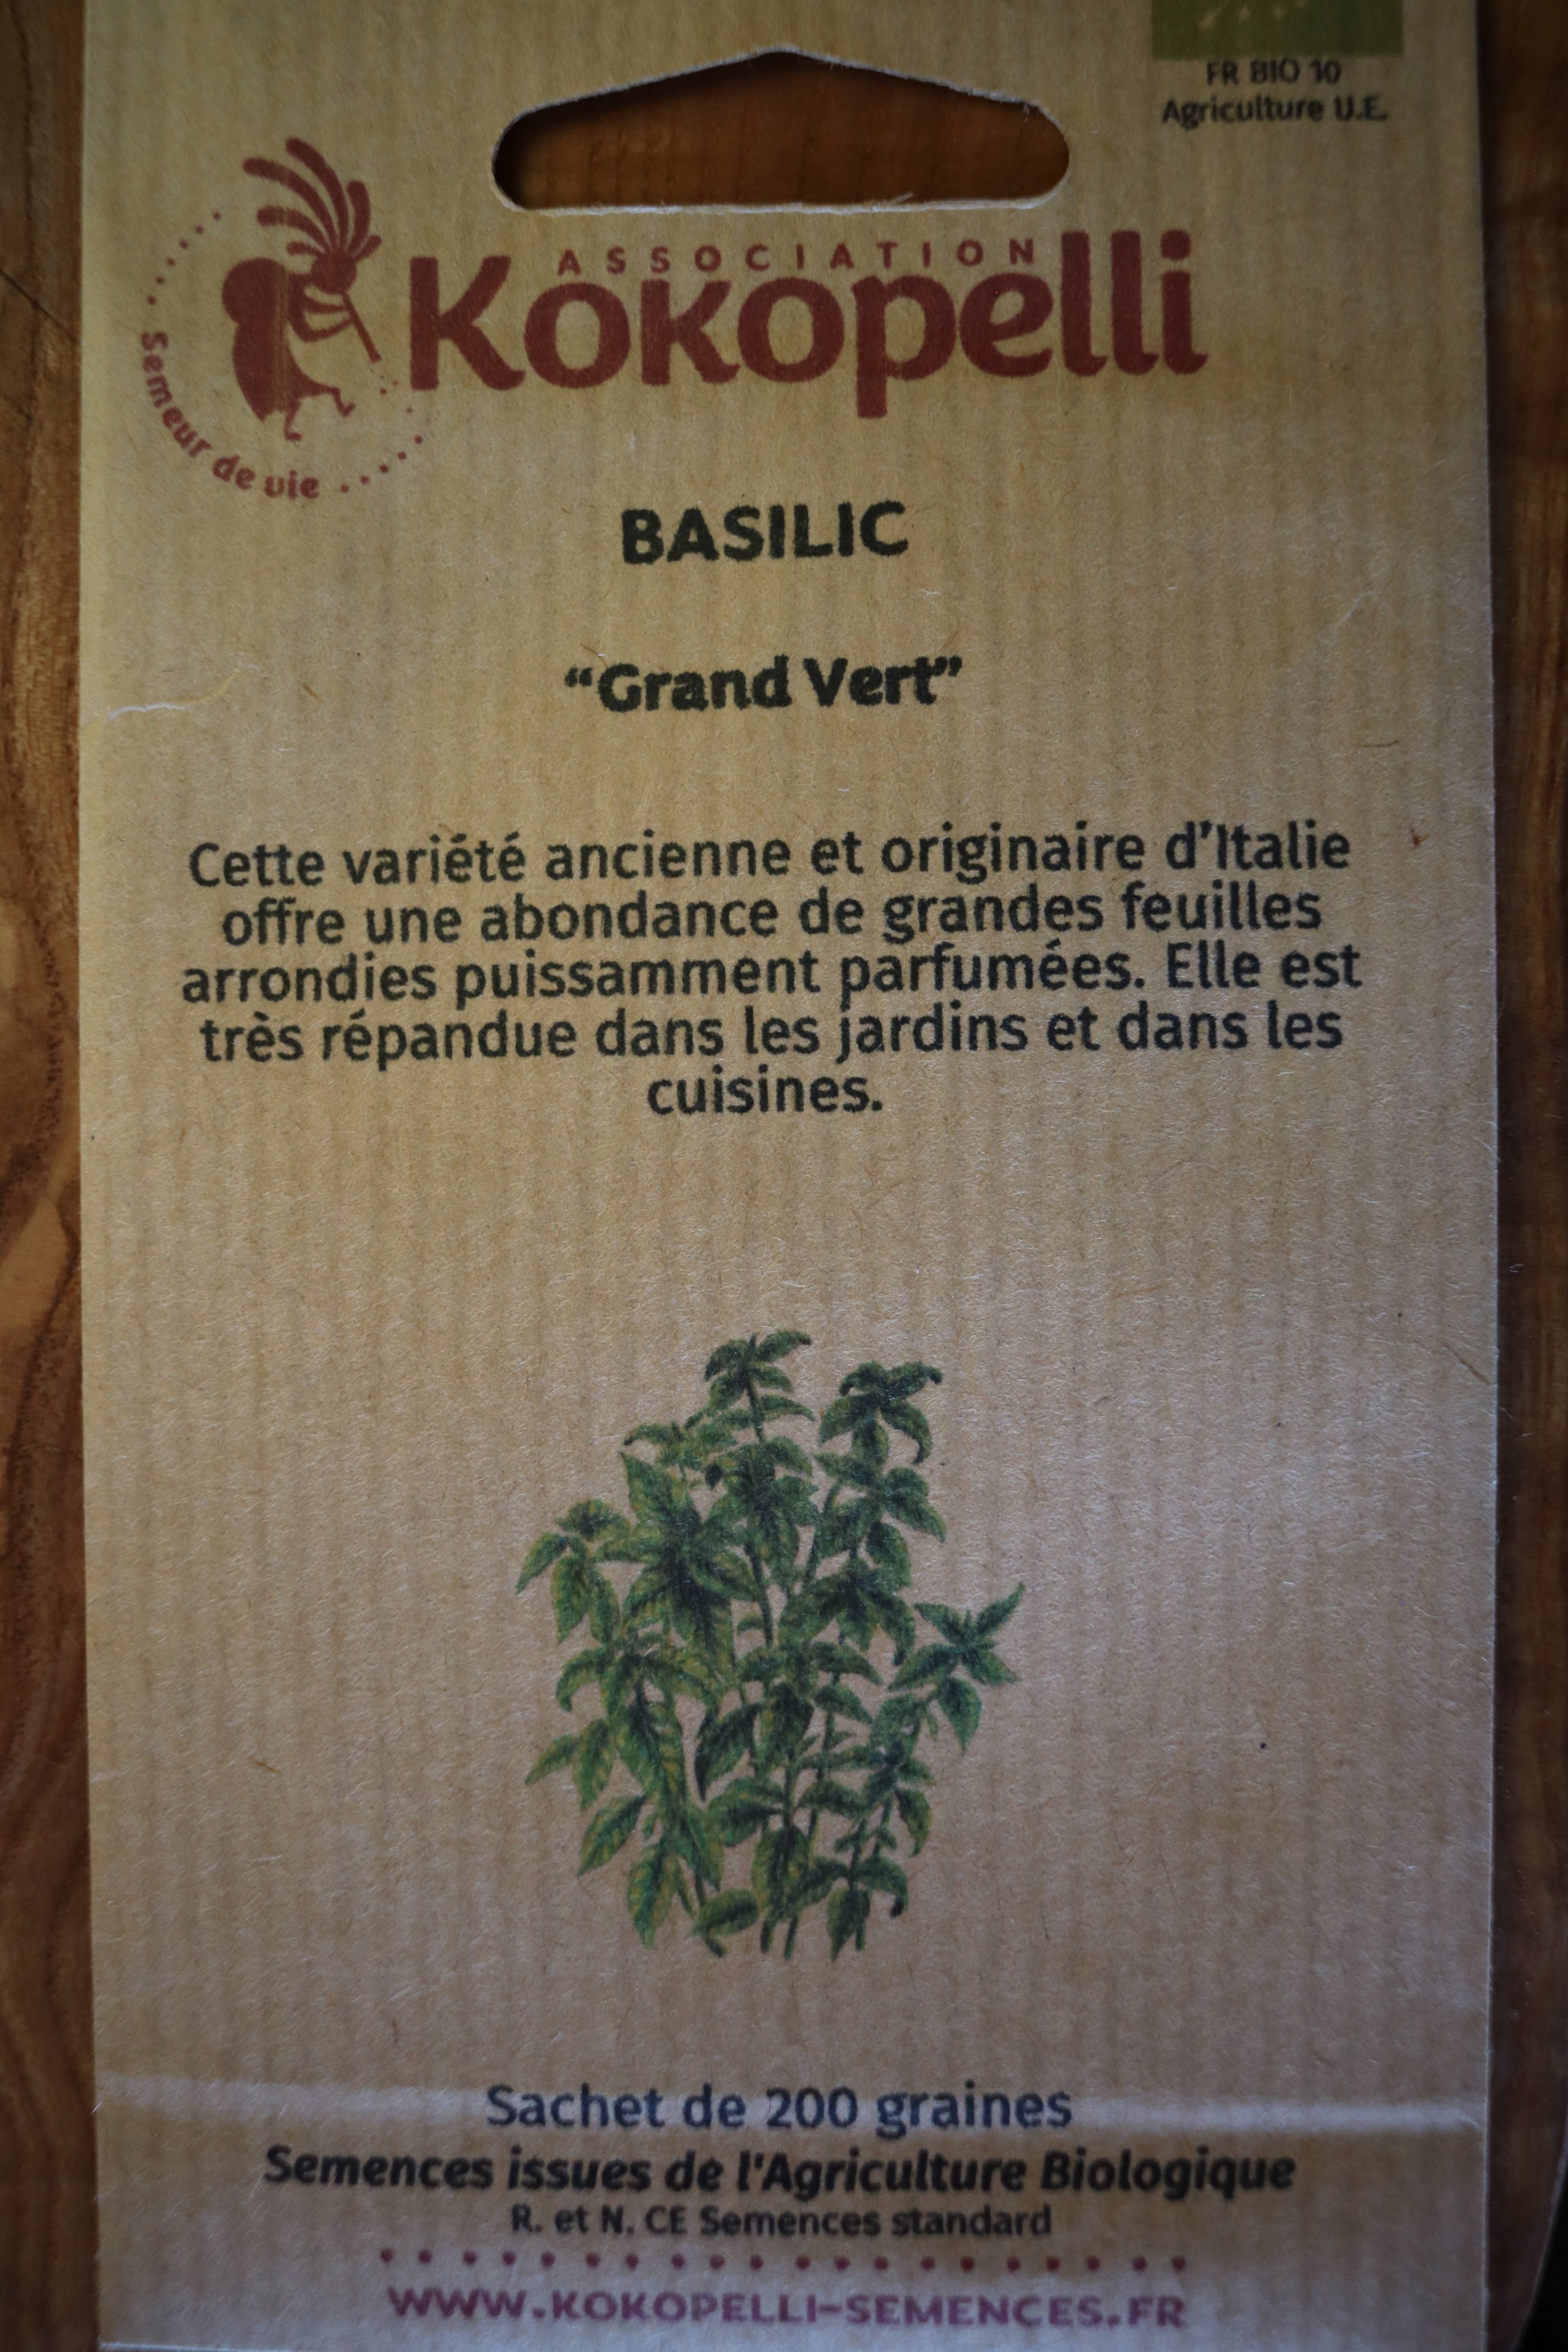 FR BIO 10
Agriculture U.E.
ASSOCIATION
Kokopelli
Semeur de vie
BASILIC
“Grand Vert”
Cette variété ancienne et originaire d'Italie
offre une abondance de grandes feuilles
arrondies puissamment parfumées. Elle est
très répandue dans les jardins et dans les
cuisines.
Sachet de 200 graines
Semences issues de l'Agriculture Biologique
R. et N. CE Semences standard
WWW.KOKOPELLI-SEMENCES.FR